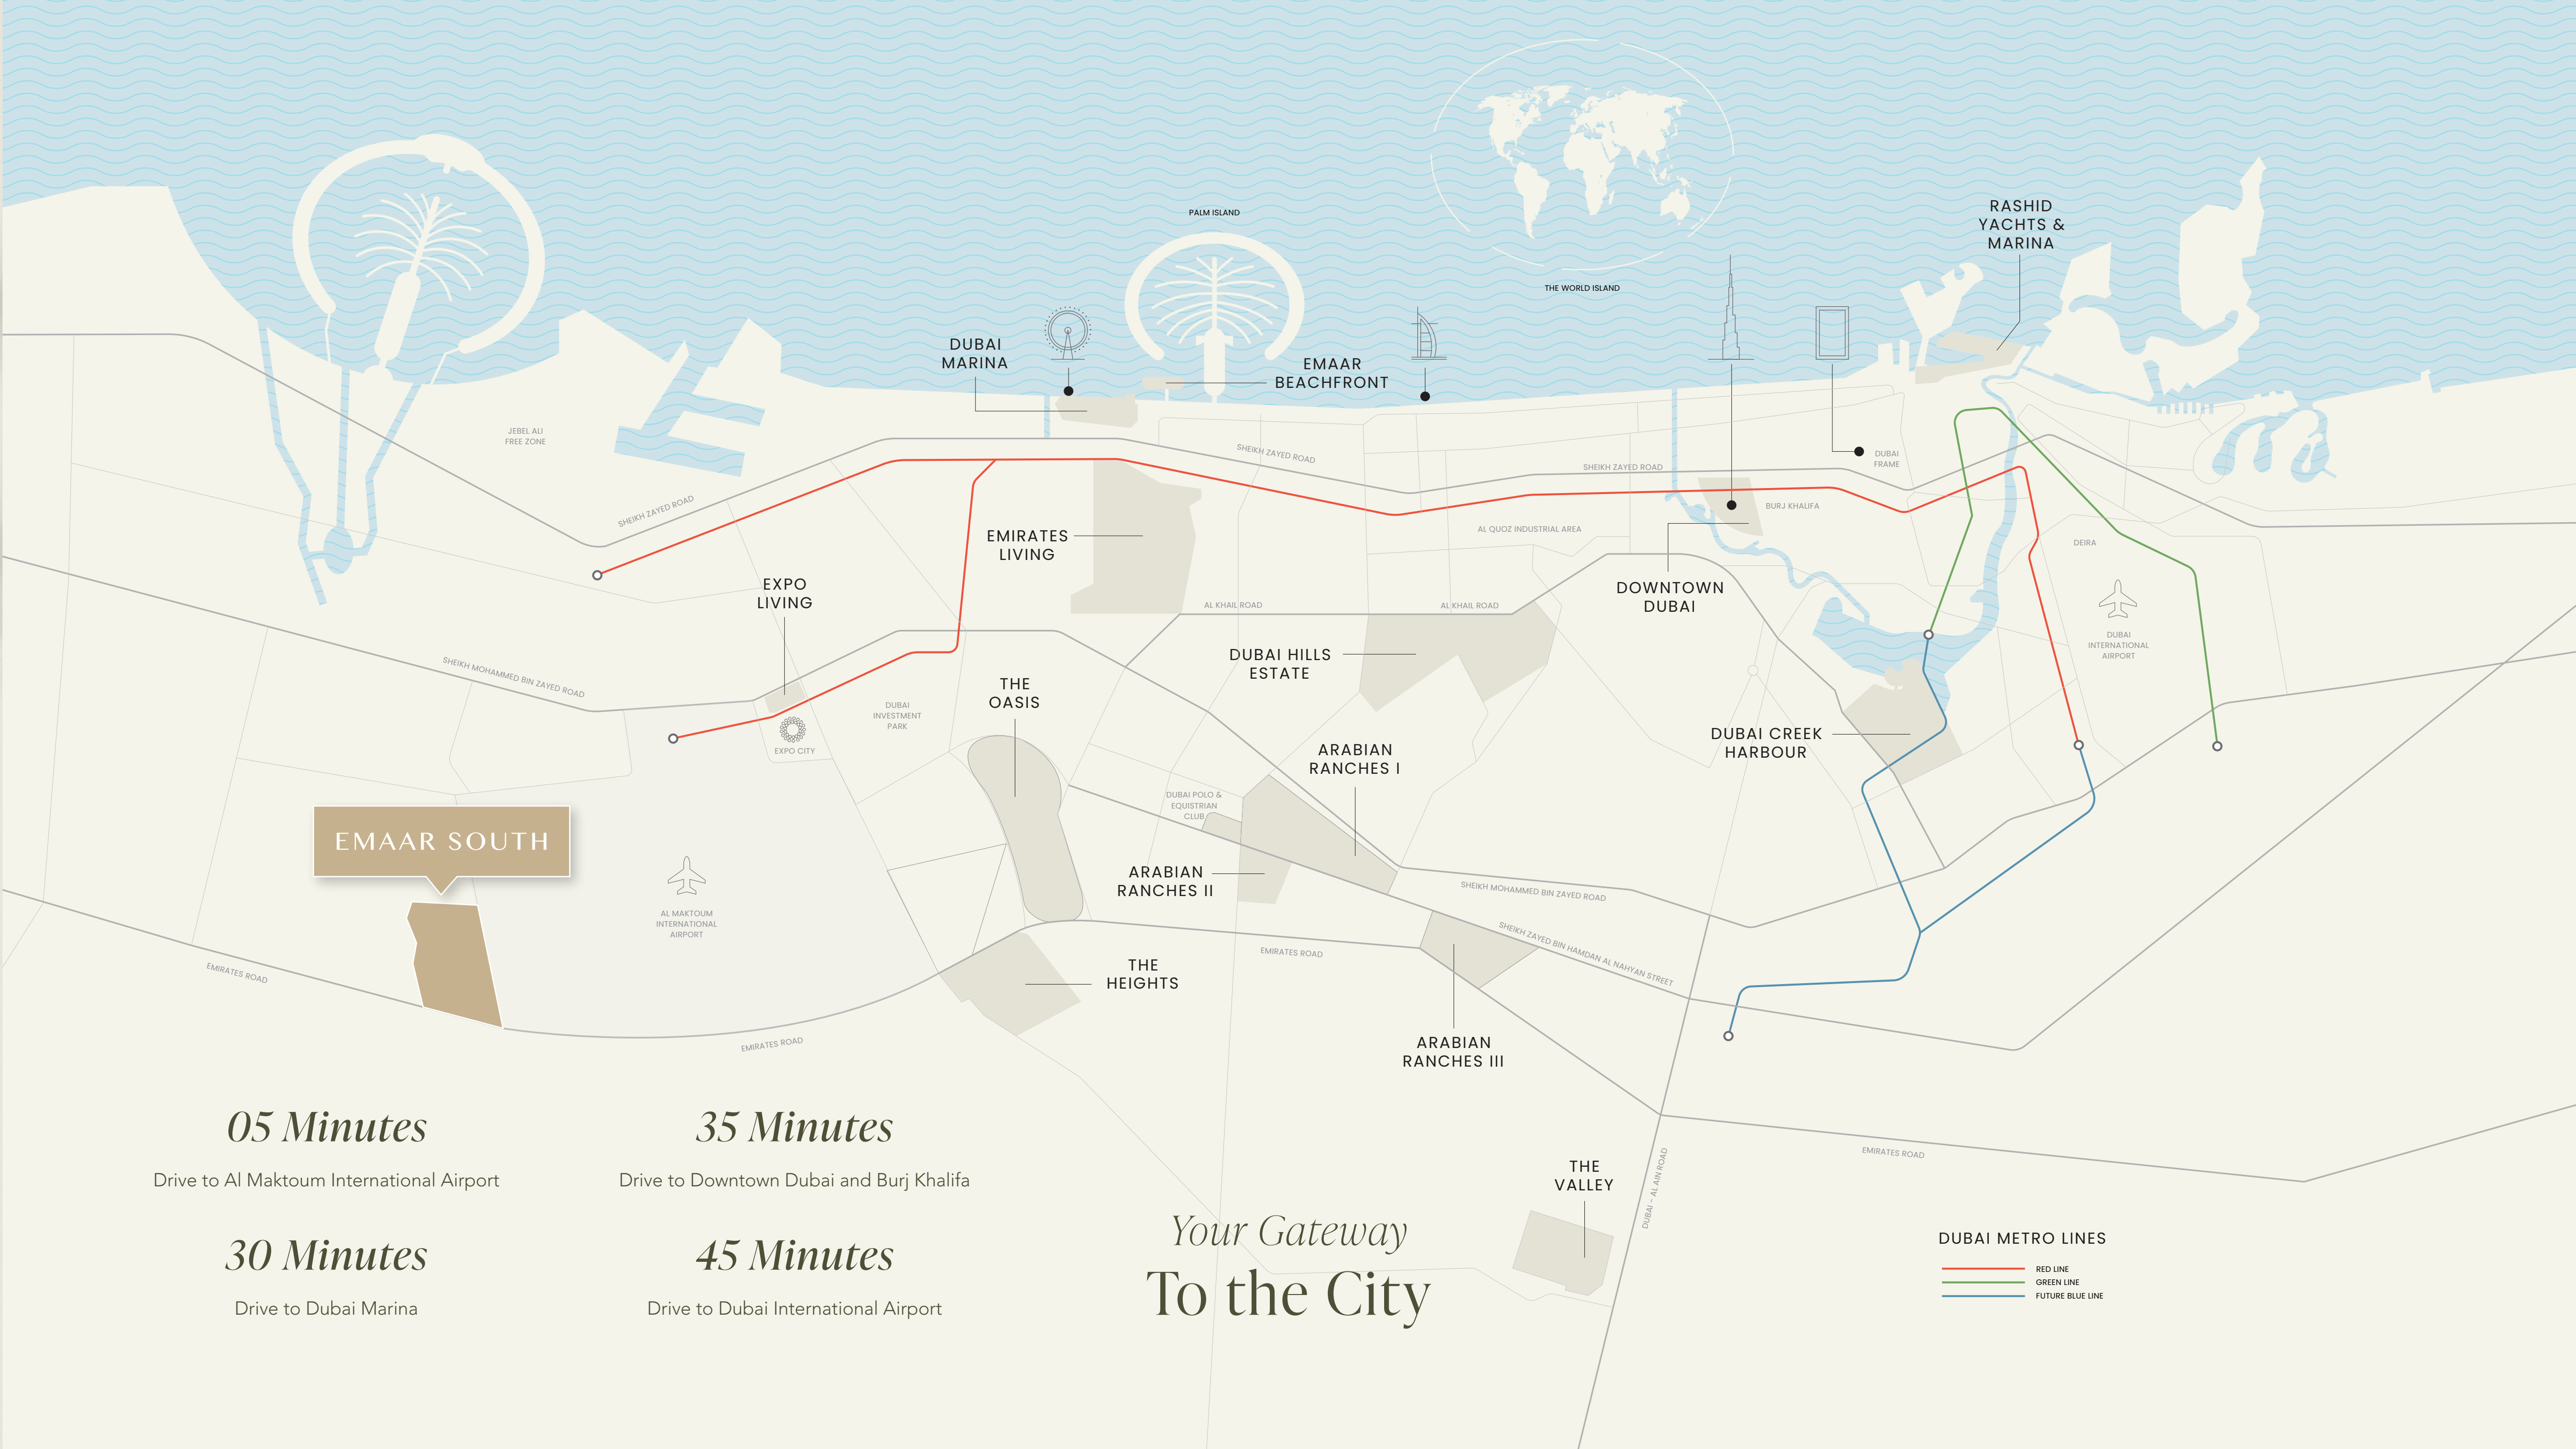 PALM ISLAND
THE WORLD ISLAND
RASHID
YACHTS &
MARINA
DUBAI
MARINA
EMAAR
BEACHFRONT
JEBEL ALI
FREE ZONE
SHEIKH ZAYED ROAD
SHEIKH ZAYED ROAD
SHEIKH ZAYED ROAD
DUBAI
FRAME
BURJ KHALIFA
AL QUOZ INDUSTRIAL AREA
DEIRA
EMIRATES
LIVING
EXPO
LIVING
DOWNTOWN
DUBAI
AL KHAIL ROAD
AL KHAIL ROAD
DUBAI
INTERNATIONAL
AIRPORT
SHEIKH MOHAMMED BIN ZAYED ROAD
DUBAI HILLS
ESTATE
THE
OASIS
DUBAI
INVESTMENT
PARK
EXPO CITY
DUBAI CREEK
HARBOUR
ARABIAN
RANCHES I
DUBAI POLO &
EQUISTRIAN
CLUB
EMAAR SOUTH
ARABIAN
RANCHES II
SHEIKH MOHAMMED BIN ZAYED ROAD
AL MAKTOUM
INTERNATIONAL
AIRPORT
SHEIKH ZAYED BIN HAMDAN AL NAHYAN STREET
EMIRATES ROAD
EMIRATES ROAD
THE
HEIGHTS
EMIRATES ROAD
ARABIAN
RANCHES III
05 Minutes
Drive to Al Maktoum International Airport
35 Minutes
Drive to Downtown Dubai and Burj Khalifa
30 Minutes
Drive to Dubai Marina
45 Minutes
Drive to Dubai International Airport
EMIRATES ROAD
DUBAI - AL AIN ROAD
THE
VALLEY
Your Gateway
To the City
DUBAI METRO LINES
RED LINE
GREEN LINE
FUTURE BLUE LINE